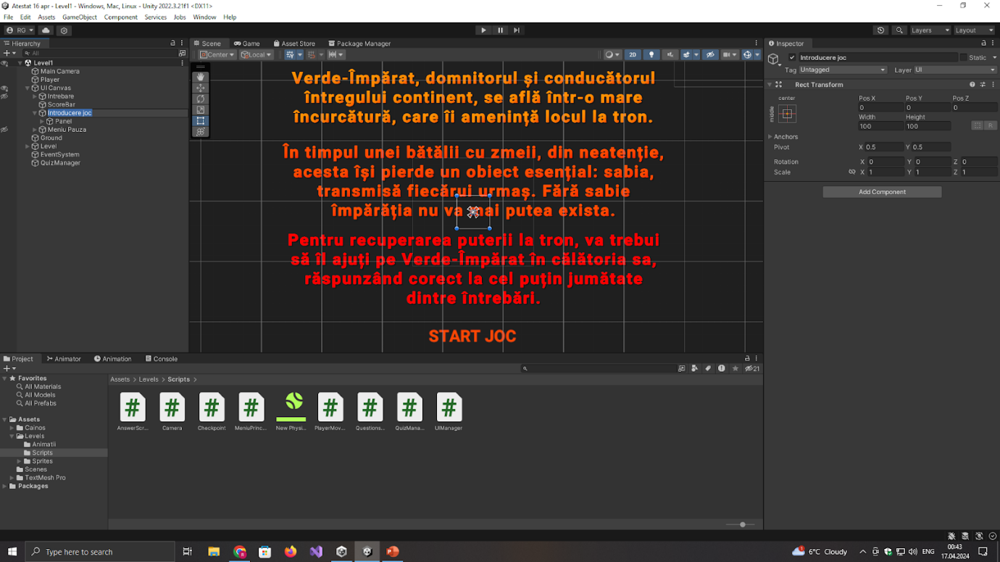 Atestat 16 apr - Level1 - Windows, Mac, Linux - Unity 2022.3.21f1 <DX11>
File Edit Assets GameObject Component Services Jobs Window Help
RG Layers Layout
Hierarchy
All
Level1
Main Camera
Player
UI Canvas
Intrebare
ScoreBar
Introducere joc
Panel
Meniu Pauza
Ground
Level
EventSystem
QuizManager
Scene Game Asset Store Package Manager
Center Local 2D
Verde-Împărat, domnitorul și conducătorul
întregului continent, se află într-o mare
încurcătură, care îi amenință locul la tron.
În timpul unei bătălii cu zmeii, din neatenție,
acesta își pierde un obiect esențial: sabia,
transmisă fiecărui urmaș. Fără sabie
împărăția nu va mai putea exista.
Pentru recuperarea puterii la tron, va trebui
să îl ajuți pe Verde-Împărat în călătoria sa,
răspunzând corect la cel puțin jumătate
dintre întrebări.
START JOC
Inspector
Introducere joc Static
Tag Untagged Layer UI
Rect Transform
center
middle
Pos X Pos Y Pos Z
0 0 0
Width Height
100 100
R
Anchors
Pivot X 0.5 Y 0.5
Rotation X 0 Y 0 Z 0
Scale X 1 Y 1 Z 1
Add Component
Project Animator Animation Console
21
Favorites
All Materials
All Models
All Prefabs
Assets
Cainos
Levels
Animatii
Scripts
Sprites
Scenes
TextMesh Pro
Packages
Assets > Levels > Scripts >
AnswerScr... Camera Checkpoint MeniuPrinc... New Physi... PlayerMov... Questions... QuizMana... UIManager
Type here to search
6°C Cloudy
ENG
00:43
17.04.2024